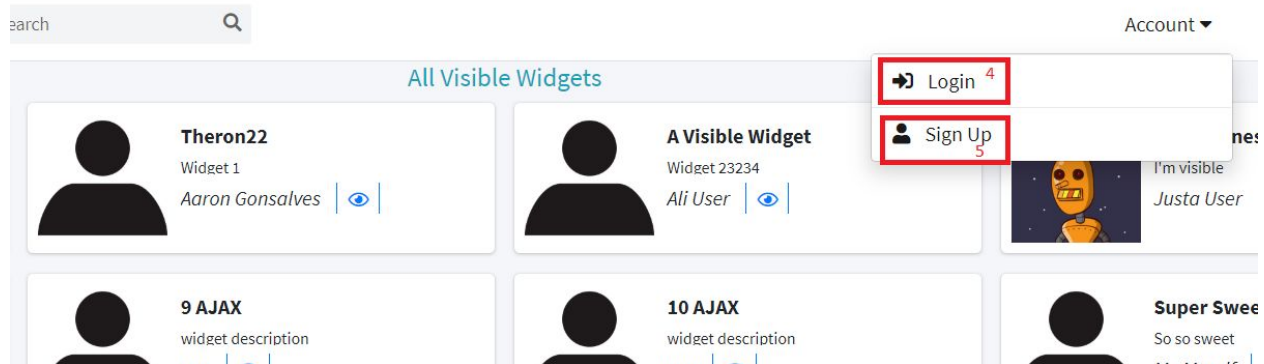 earch
Account
All Visible Widgets
Login 4
Sign Up
5
Theron22
Widget 1
Aaron Gonsalves
A Visible Widget
Widget 23234
Ali User
nes
I'm visible
Justa User
9 AJAX
widget description
10 AJAX
widget description
Super Swee
So so sweet